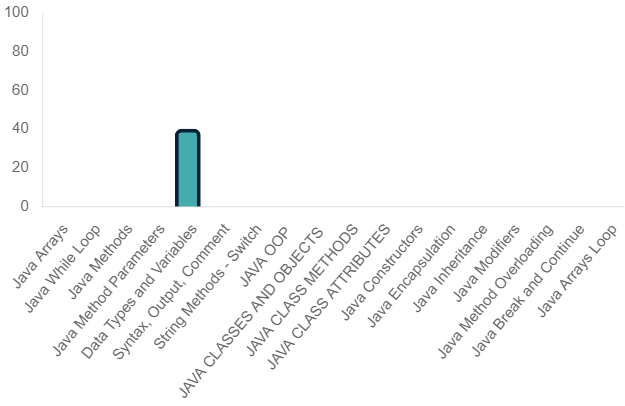 100
80
60
40
20
0
Java Arrays
Java While Loop
Java Methods
Java Method Parameters
Data Types and Variables
Syntax, Output, Comment
String Methods - Switch
JAVA OOP
JAVA CLASSES AND OBJECTS
JAVA CLASS METHODS
JAVA CLASS ATTRIBUTES
Java Constructors
Java Encapsulation
Java Inheritance
Java Modifiers
Java Method Overloading
Java Break and Continue
Java Arrays Loop